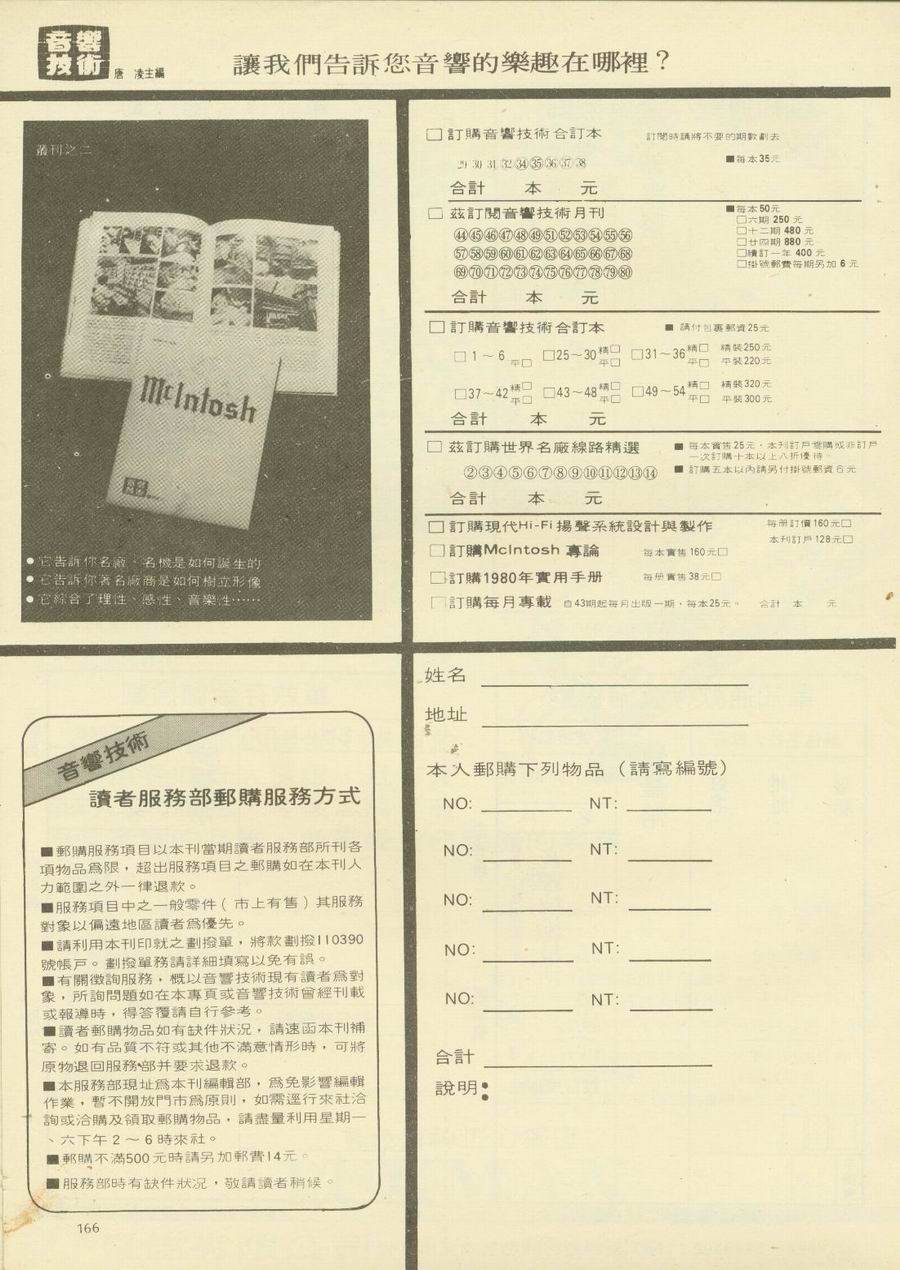 音響
技術
唐 凌主編
讓我們告訴您音響的樂趣在哪裡？
叢刊之二
McIntosh
● 它告訴你名廠、名機是如何誕生的
● 它告訴你著名廠商是如何樹立形像
● 它綜合了理性、感性、音樂性……
□ 訂購音響技術合訂本 訂閱時請將不要的期數劃去
29 30 31 ㉜㉞㉟㊱㊲38 ■每本35元
合計 本 元
□ 茲訂閱音響技術月刊 ■每本50元
□六期 250 元
□十二期 480 元
□廿四期 880 元
□續訂一年 400 元
□掛號郵費每期另加 6 元
㊹㊺㊻㊼㊽㊾㊿51 52 53 54 55 56
57 58 59 60 61 62 63 64 65 66 67 68
69 70 71 72 73 74 75 76 77 78 79 80
合計 本 元
□ 訂購音響技術合訂本 ■ 請付包裹郵資25元
□ 1～6 平□ □25～30 精□ 平□ □31～36 精□ 平□ 精裝250元 平裝220元
□37～42 精□ 平□ □43～48 精□ 平□ □49～54 精□ 平□ 精裝320元 平裝300元
合計 本 元
□ 茲訂購世界名廠線路精選 ■ 每本實售25元，本刊訂戶購或非訂戶
一次訂購十本以上八折優待。
②③④⑤⑥⑦⑧⑨⑩⑪⑫⑬⑭ ■ 訂購五本以內請另付掛號郵資6元
合計 本 元
□ 訂購現代Hi-Fi揚聲系統設計與製作 每册訂價160元□
本刊訂戶128元□
□ 訂購McIntosh 專論 每本實售160元□
□ 訂購1980年實用手册 每册實售38元□
□ 訂購每月專載 自43期起每月出版一期，每本25元。 合計 本 元
音響技術
讀者服務部郵購服務方式
■郵購服務項目以本刊當期讀者服務部所刊各
項物品爲限，超出服務項目之郵購如在本刊人
力範圍之外一律退款。
■服務項目中之一般零件（市上有售）其服務
對象以偏遠地區讀者爲優先。
■請利用本刊印就之劃撥單，將款劃撥110390
號帳戶。劃撥單務請詳細填寫以免有誤。
■有關徵詢服務，概以音響技術現有讀者爲對
象，所詢問題如在本專頁或音響技術曾經刊載
或報導時，得答覆請自行參考。
■讀者郵購物品如有缺件狀況，請速函本刊補
寄。如有品質不符或其他不滿意情形時，可將
原物退回服務部并要求退款。
■本服務部現址爲本刊編輯部，爲免影響編輯
作業，暫不開放門市爲原則，如需逕行來社洽
詢或洽購及領取郵購物品，請盡量利用星期一
、六下午2～6時來社。
■郵購不滿500元時請另加郵費14元。
■服務部時有缺件狀況，敬請讀者稍候。
姓名
地址
本人郵購下列物品（請寫編號）
NO: NT:
NO: NT:
NO: NT:
NO: NT:
NO: NT:
合計
說明：
166